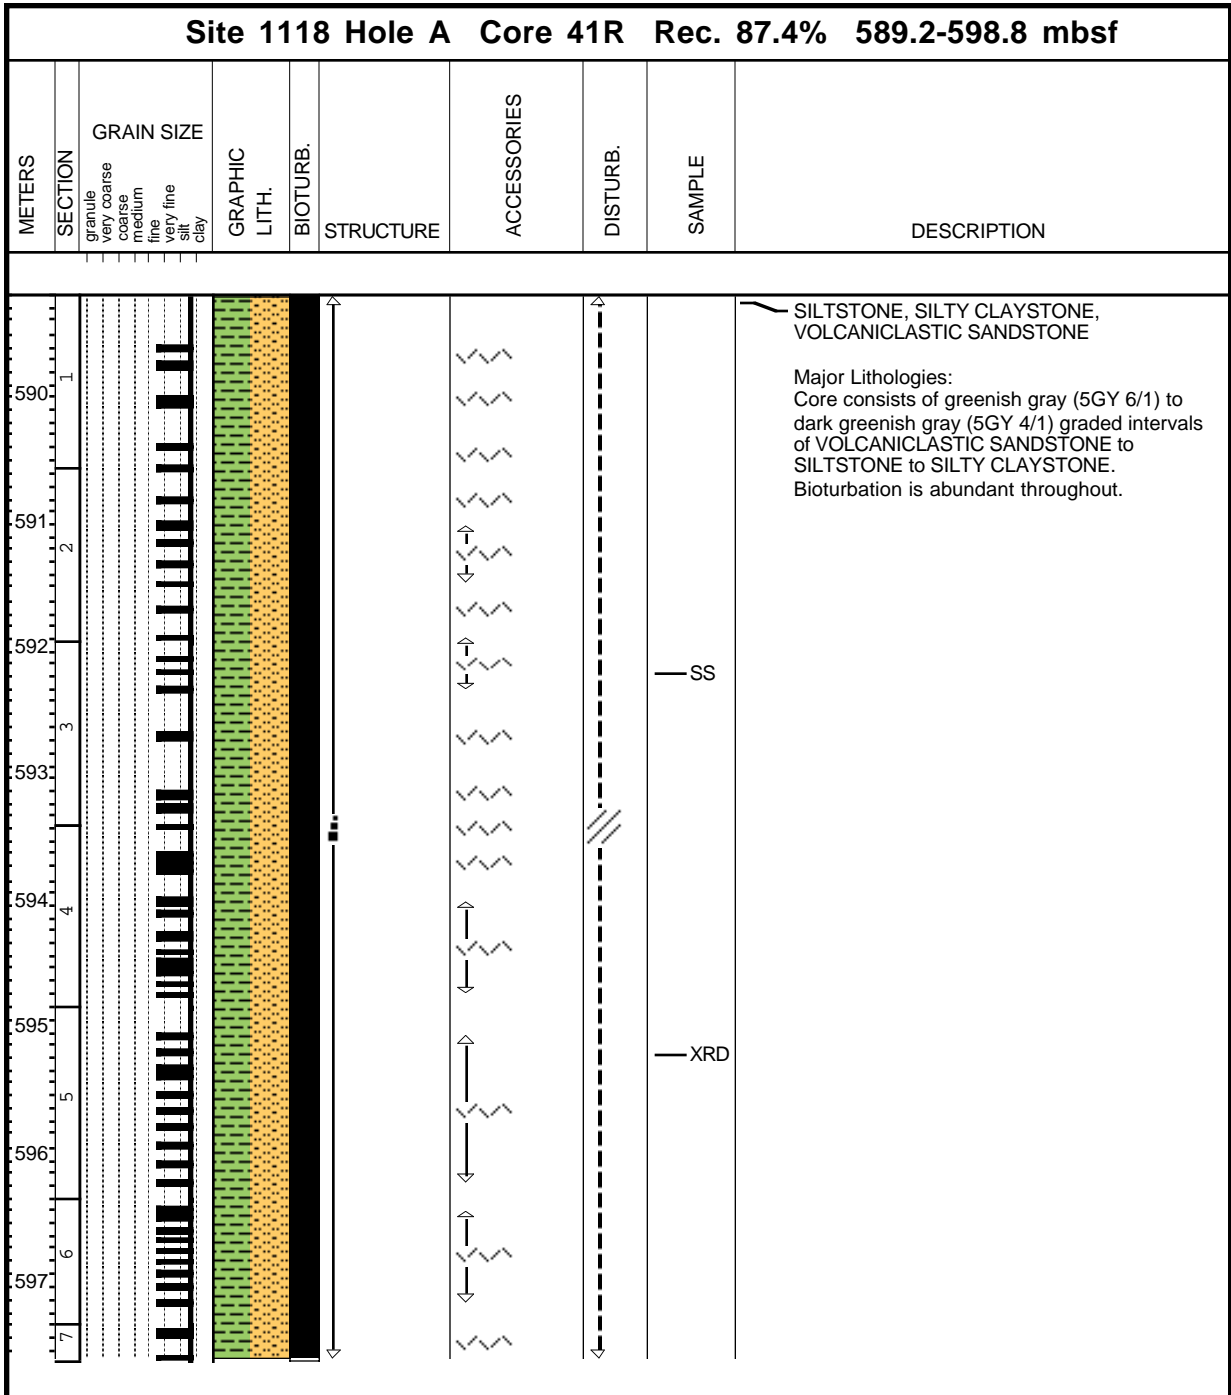 Site 1118 Hole A Core 41R Rec. 87.4% 589.2-598.8 mbsf
METERS
SECTION
GRAIN SIZE
granule
very coarse
coarse
medium
fine
very fine
silt
clay
GRAPHIC
LITH.
BIOTURB.
STRUCTURE
ACCESSORIES
DISTURB.
SAMPLE
DESCRIPTION
SILTSTONE, SILTY CLAYSTONE,
VOLCANICLASTIC SANDSTONE
Major Lithologies:
Core consists of greenish gray (5GY 6/1) to
dark greenish gray (5GY 4/1) graded intervals
of VOLCANICLASTIC SANDSTONE to
SILTSTONE to SILTY CLAYSTONE.
Bioturbation is abundant throughout.
1
590
591
2
592
SS
3
593
594
4
595
XRD
5
596
6
597
7